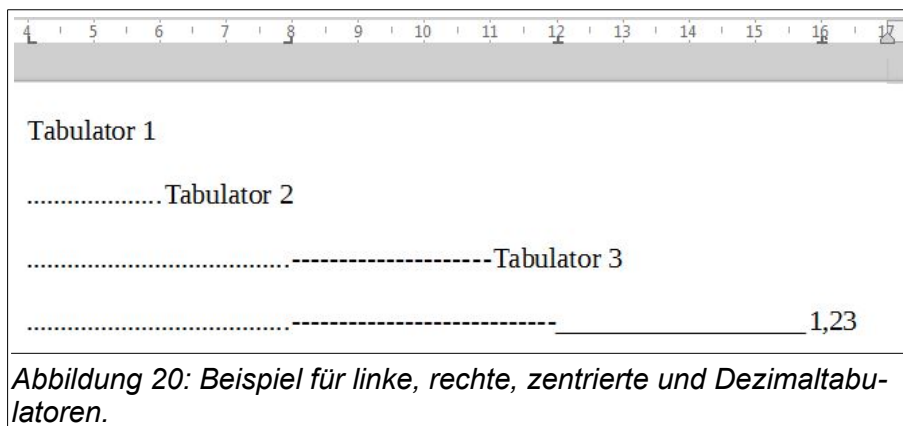 4 5 6 7 8 9 10 11 12 13 14 15 16 17
Tabulator 1
....................Tabulator 2
.......................................---------------------Tabulator 3
.......................................----------------------------___________________1,23
Abbildung 20: Beispiel für linke, rechte, zentrierte und Dezimaltabu-
latoren.